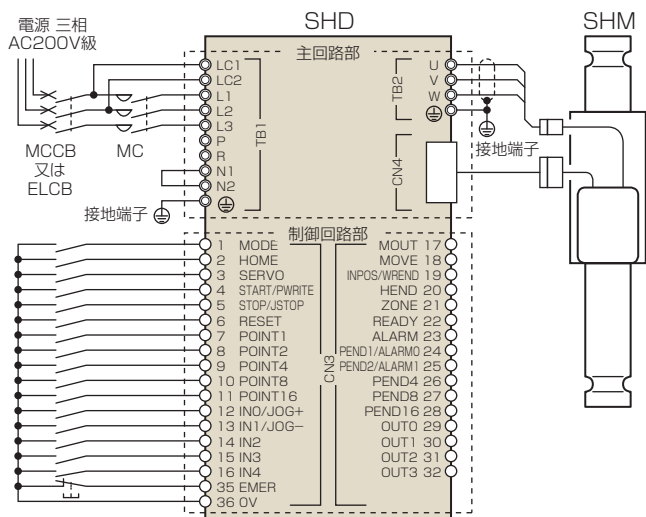 SHD
SHM
電源 三相
AC200V級
主回路部
LC1
LC2
L1
L2
L3
P
R
N1
N2
TB1
U
V
W
TB2
CN4
MCCB
又は
ELCB
MC
接地端子
接地端子
制御回路部
1 MODE
2 HOME
3 SERVO
4 START/PWRITE
5 STOP/JSTOP
6 RESET
7 POINT1
8 POINT2
9 POINT4
10 POINT8
11 POINT16
12 IN0/JOG+
13 IN1/JOG−
14 IN2
15 IN3
16 IN4
35 EMER
36 0V
CN3
MOUT 17
MOVE 18
INPOS/WREND 19
HEND 20
ZONE 21
READY 22
ALARM 23
PEND1/ALARM0 24
PEND2/ALARM1 25
PEND4 26
PEND8 27
PEND16 28
OUT0 29
OUT1 30
OUT2 31
OUT3 32